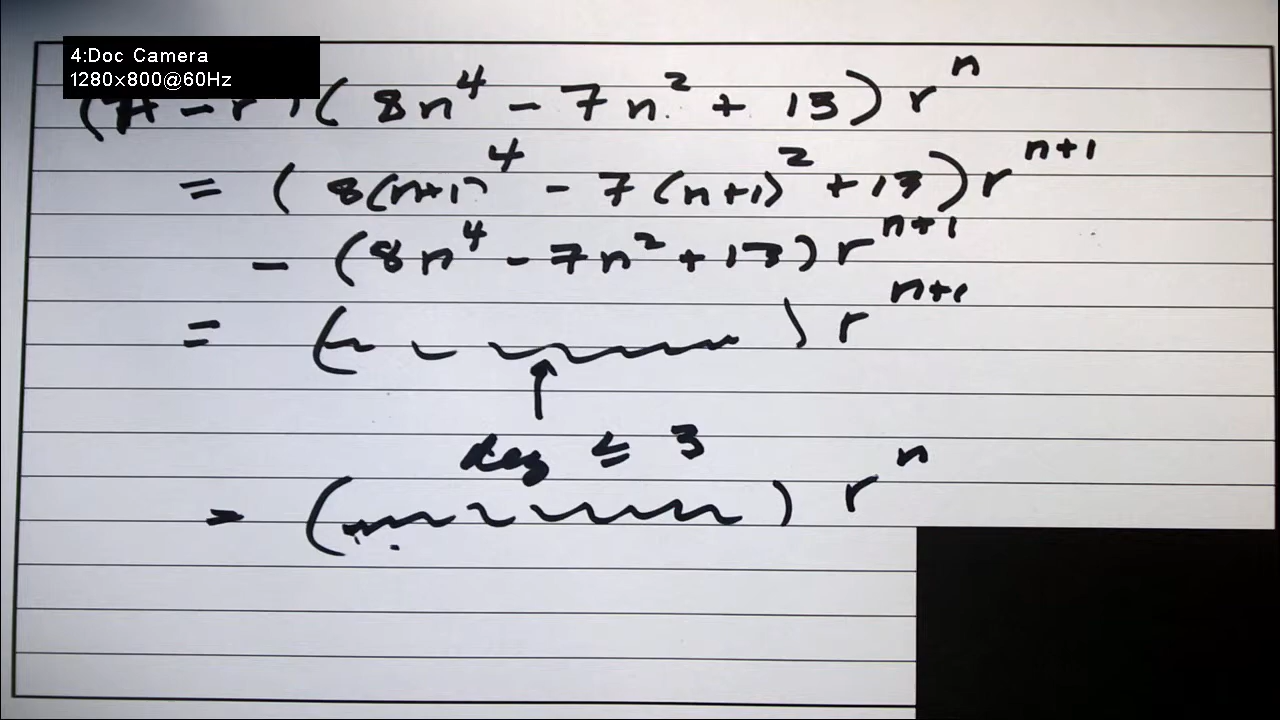 4:Doc Camera
1280x800@60Hz
(A - r)(8n⁴ - 7n² + 13) rⁿ
= (8(n+1)⁴ - 7(n+1)² + 13) rⁿ⁺¹
- (8n⁴ - 7n² + 13) rⁿ⁺¹
= ( ) rⁿ⁺¹
deg ≤ 3
= ( ) rⁿ